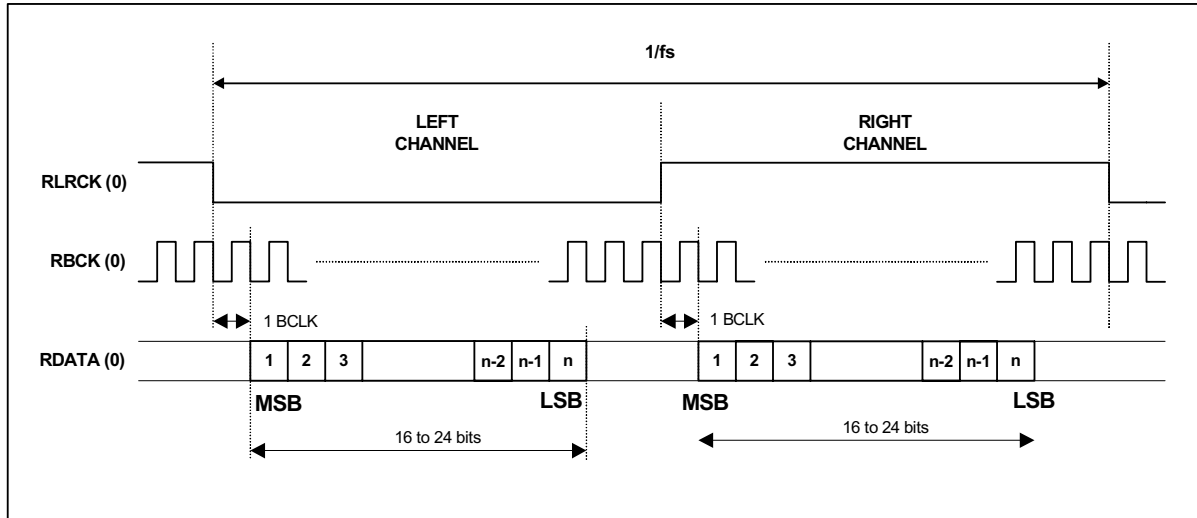 1/fs
LEFT
CHANNEL
RIGHT
CHANNEL
RLRCK (0)
RBCK (0)
1 BCLK
1 BCLK
RDATA (0)
1 2 3 n-2 n-1 n
1 2 3 n-2 n-1 n
MSB LSB MSB LSB
16 to 24 bits
16 to 24 bits